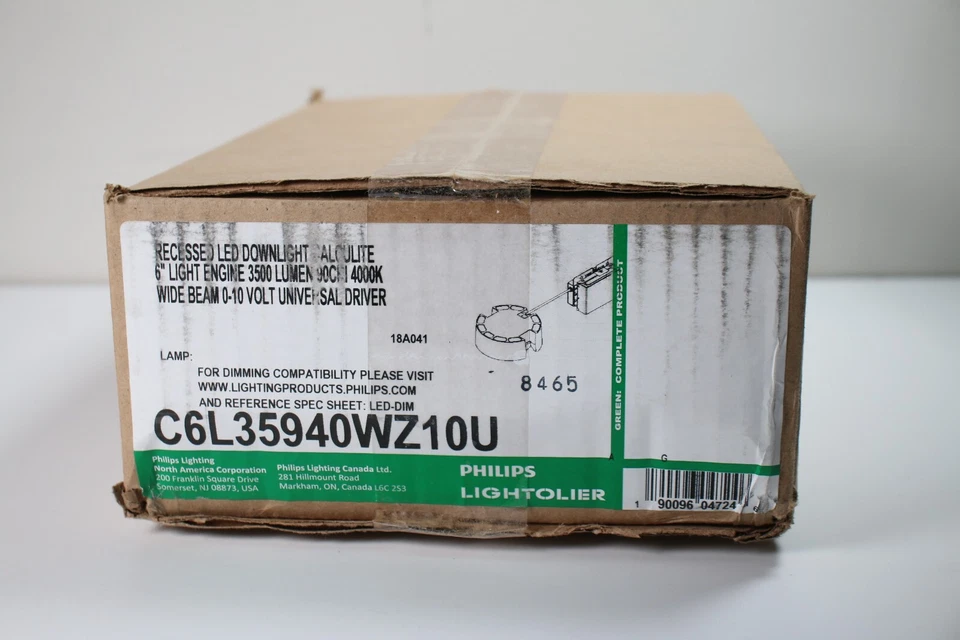 RECESSED LED DOWNLIGHT CALCULITE
6" LIGHT ENGINE 3500 LUMEN 90CRI 4000K
WIDE BEAM 0-10 VOLT UNIVERSAL DRIVER
18A041
LAMP:
FOR DIMMING COMPATIBILITY PLEASE VISIT
WWW.LIGHTINGPRODUCTS.PHILIPS.COM
AND REFERENCE SPEC SHEET: LED-DIM
8465
C6L35940WZ10U
GREEN: COMPLETE PRODUCT
Philips Lighting
North America Corporation
200 Franklin Square Drive
Somerset, NJ 08873, USA
Philips Lighting Canada Ltd.
281 Hillmount Road
Markham, ON, Canada L6C 2S3
PHILIPS
LIGHTOLIER
G
1 90096 04724